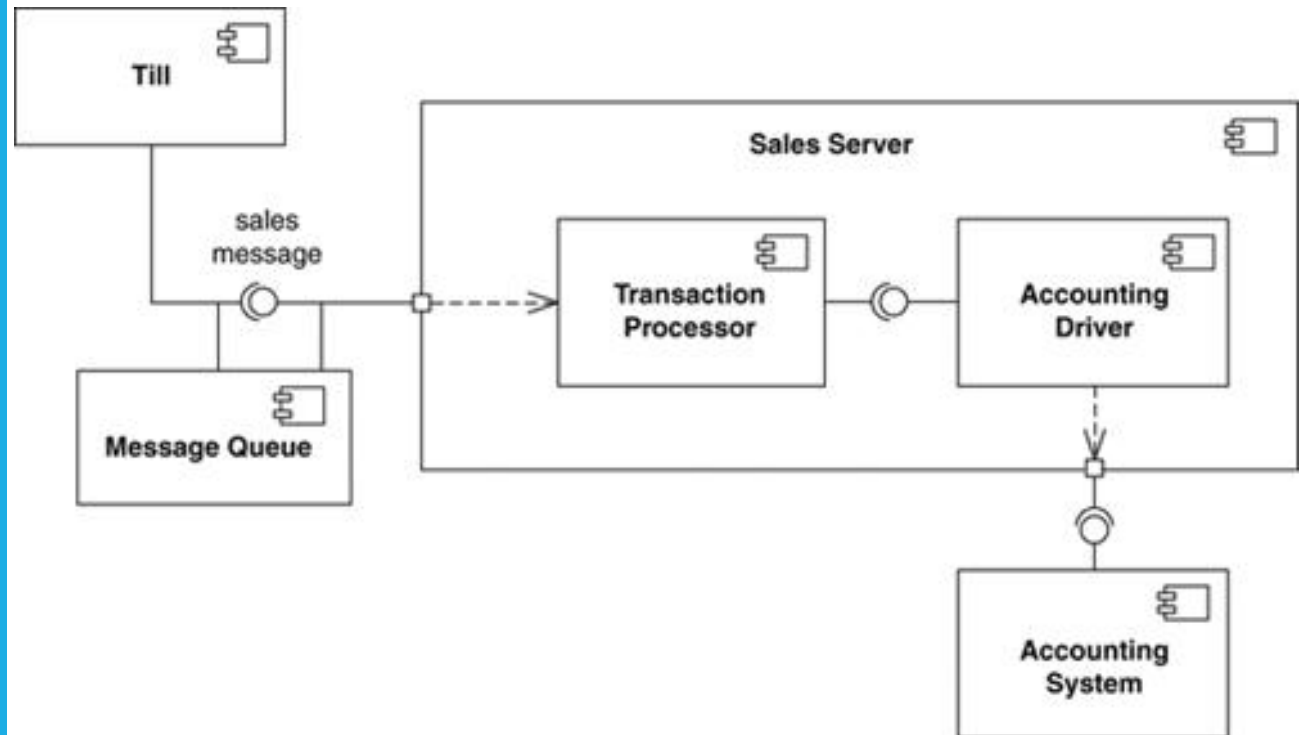 Till
Sales Server
sales
message
Transaction
Processor
Accounting
Driver
Message Queue
Accounting
System